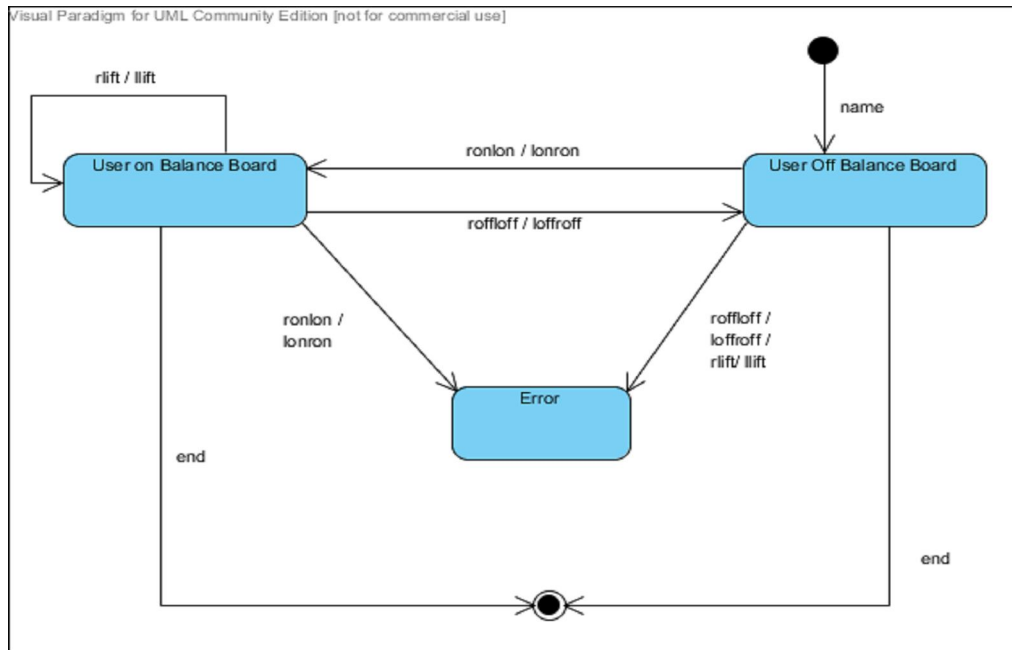 Visual Paradigm for UML Community Edition [not for commercial use]
rlift / llift
name
User on Balance Board
ronlon / lonron
User Off Balance Board
roffloff / loffroff
ronlon /
lonron
roffloff /
loffroff /
rlift/ llift
Error
end
end